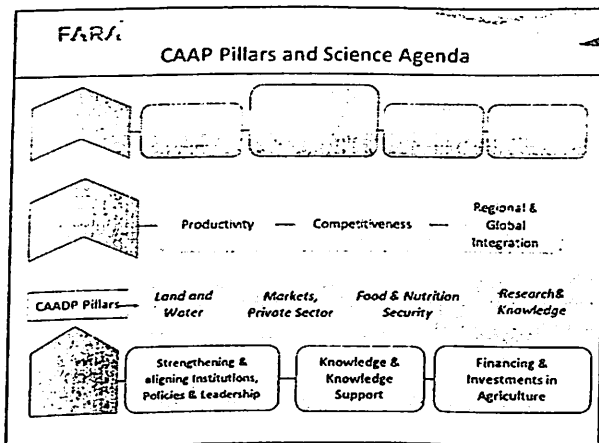 FARA
CAAP Pillars and Science Agenda
Productivity — Competitiveness — Regional &
Global
Integration
CAADP Pillars
Land and
Water
Markets,
Private Sector
Food & Nutrition
Security
Research&
Knowledge
Strengthening &
aligning Institutions,
Policies & Leadership
Knowledge &
Knowledge
Support
Financing &
Investments in
Agriculture